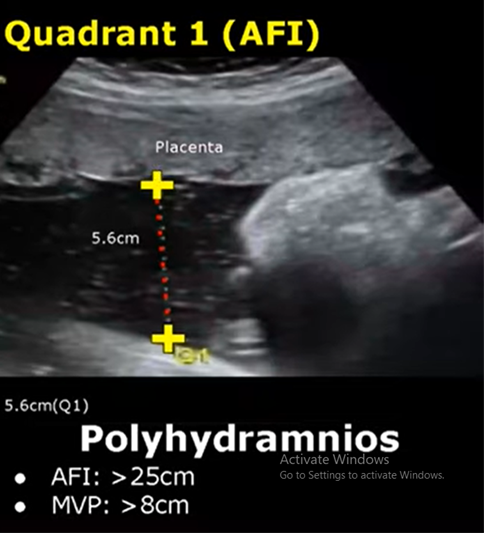 Quadrant 1 (AFI)
Placenta
5.6cm
Q1
5.6cm(Q1)
Polyhydramnios
• AFI: >25cm
• MVP: >8cm
Activate Windows
Go to Settings to activate Windows.